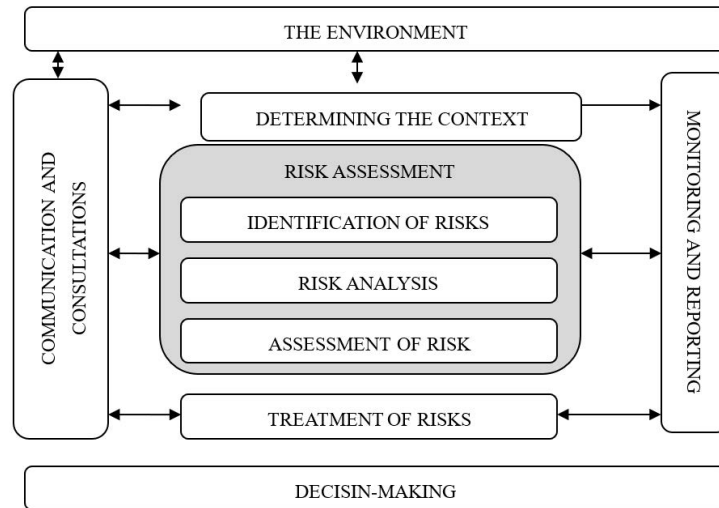 THE ENVIRONMENT
COMMUNICATION AND
CONSULTATIONS
DETERMINING THE CONTEXT
RISK ASSESSMENT
IDENTIFICATION OF RISKS
RISK ANALYSIS
ASSESSMENT OF RISK
TREATMENT OF RISKS
MONITORING AND REPORTING
DECISIN-MAKING